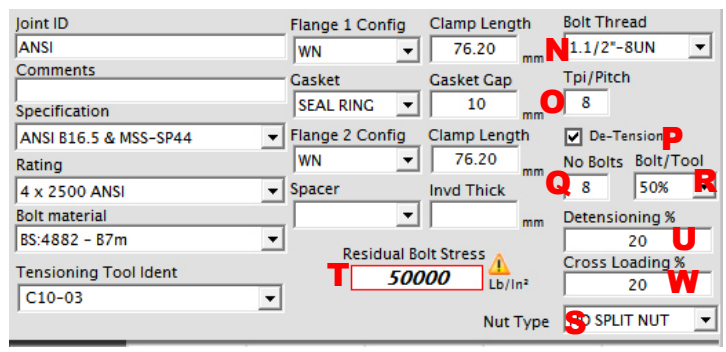 Joint ID
ANSI
Comments
Specification
ANSI B16.5 & MSS-SP44
Rating
4 x 2500 ANSI
Bolt material
BS:4882 - B7m
Tensioning Tool Ident
C10-03
Flange 1 Config
WN
Clamp Length
76.20 mm
Gasket
SEAL RING
Gasket Gap
10 mm
Flange 2 Config
WN
Clamp Length
76.20 mm
Spacer
Invd Thick
mm
Residual Bolt Stress
T 50000 Lb/In²
Bolt Thread
N 1.1/2"-8UN
Tpi/Pitch
O 8
De-Tension P
No Bolts
Q 8
Bolt/Tool
50% R
Detensioning %
20 U
Cross Loading %
20 W
Nut Type
S NO SPLIT NUT